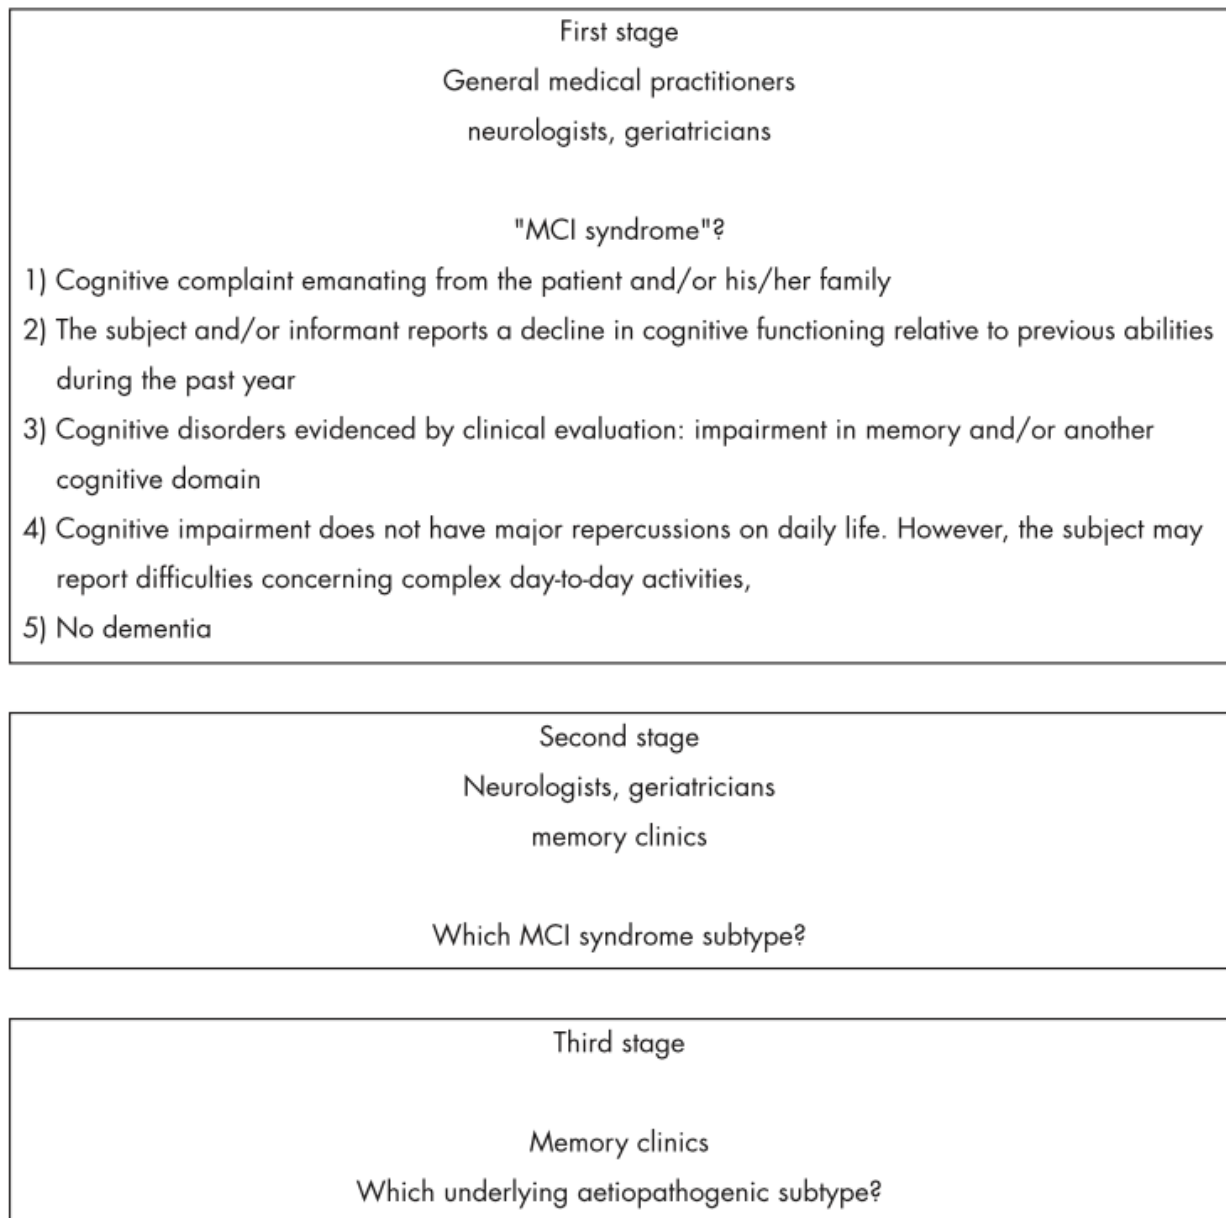 First stage
General medical practitioners
neurologists, geriatricians
"MCI syndrome"?
1) Cognitive complaint emanating from the patient and/or his/her family
2) The subject and/or informant reports a decline in cognitive functioning relative to previous abilities
during the past year
3) Cognitive disorders evidenced by clinical evaluation: impairment in memory and/or another
cognitive domain
4) Cognitive impairment does not have major repercussions on daily life. However, the subject may
report difficulties concerning complex day-to-day activities,
5) No dementia
Second stage
Neurologists, geriatricians
memory clinics
Which MCI syndrome subtype?
Third stage
Memory clinics
Which underlying aetiopathogenic subtype?